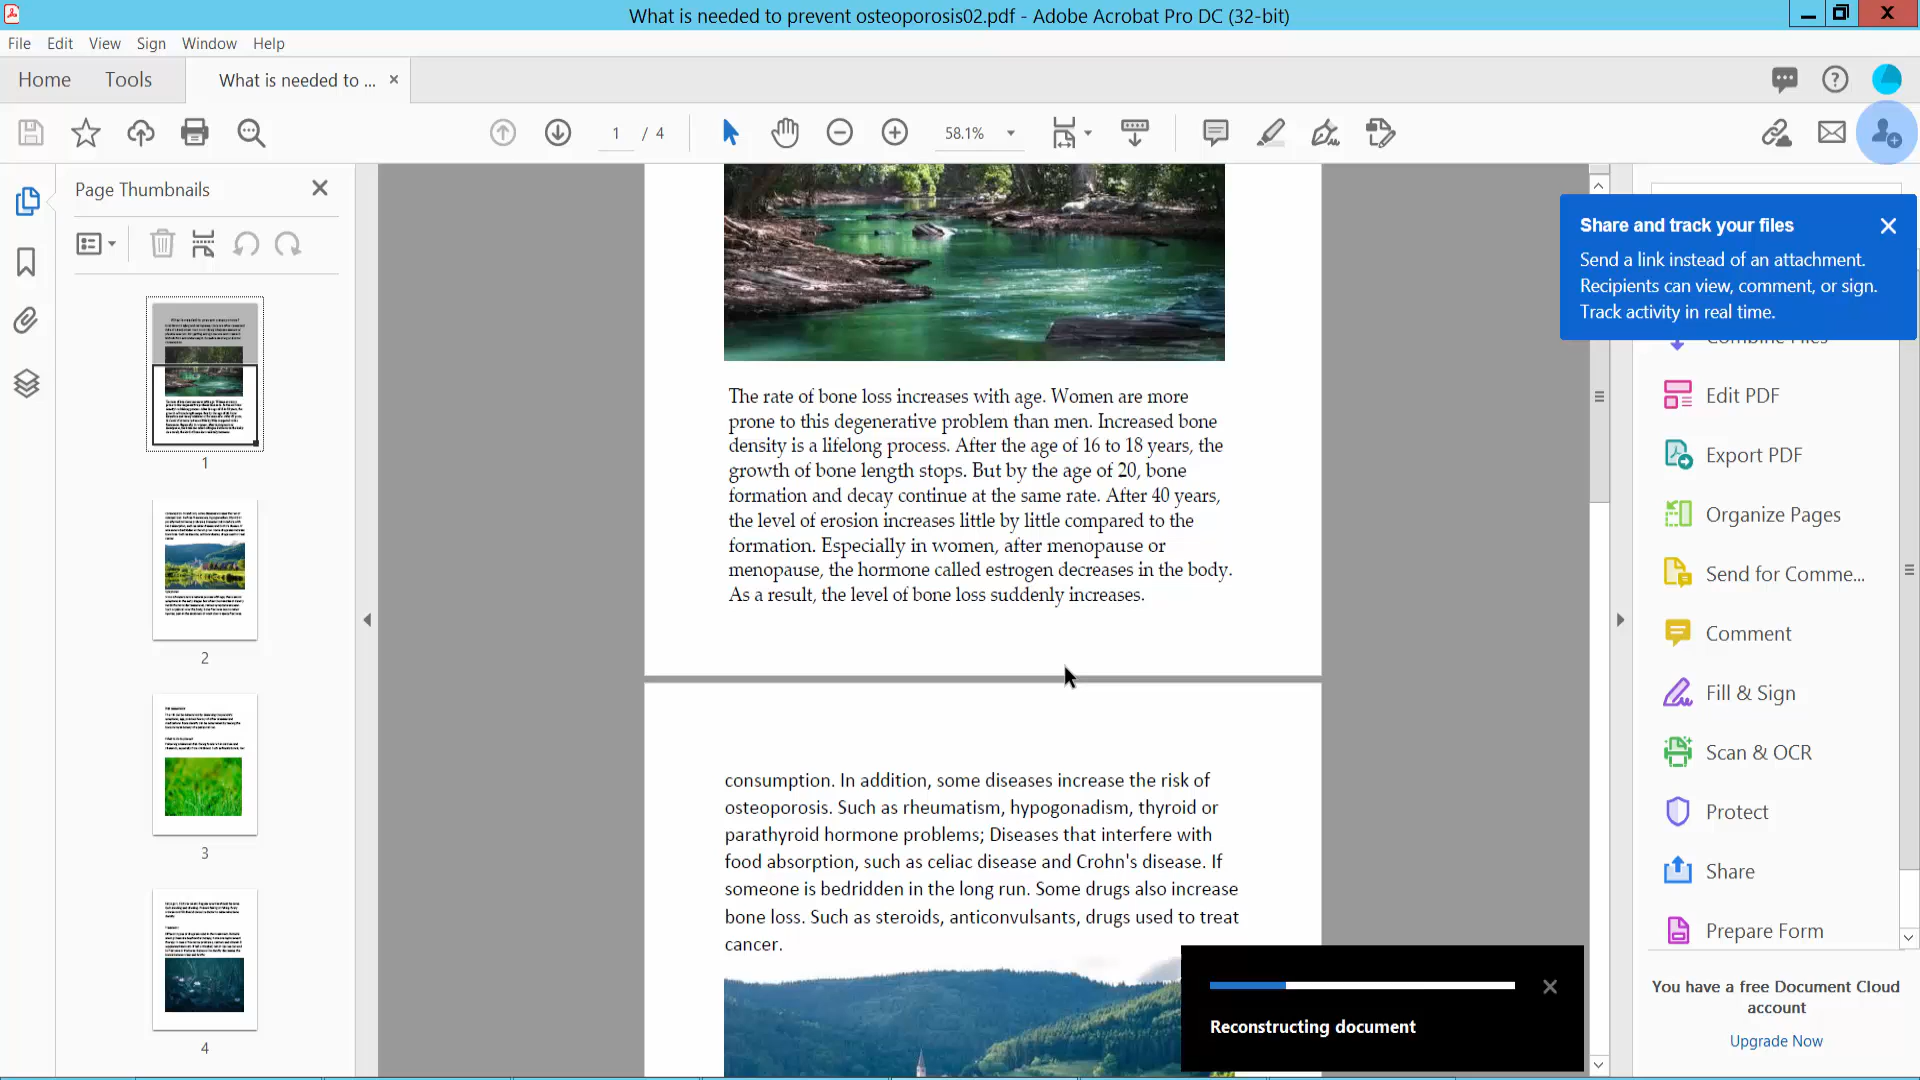 What is needed to prevent osteoporosis02.pdf - Adobe Acrobat Pro DC (32-bit)
File Edit View Sign Window Help
Home Tools What is needed to ... ×
1 / 4 58.1%
Page Thumbnails
Share and track your files
Send a link instead of an attachment.
Recipients can view, comment, or sign.
Track activity in real time.
1
2
3
4
The rate of bone loss increases with age. Women are more
prone to this degenerative problem than men. Increased bone
density is a lifelong process. After the age of 16 to 18 years, the
growth of bone length stops. But by the age of 20, bone
formation and decay continue at the same rate. After 40 years,
the level of erosion increases little by little compared to the
formation. Especially in women, after menopause or
menopause, the hormone called estrogen decreases in the body.
As a result, the level of bone loss suddenly increases.
consumption. In addition, some diseases increase the risk of
osteoporosis. Such as rheumatism, hypogonadism, thyroid or
parathyroid hormone problems; Diseases that interfere with
food absorption, such as celiac disease and Crohn's disease. If
someone is bedridden in the long run. Some drugs also increase
bone loss. Such as steroids, anticonvulsants, drugs used to treat
cancer.
Reconstructing document
Combine Files
Edit PDF
Export PDF
Organize Pages
Send for Comme...
Comment
Fill & Sign
Scan & OCR
Protect
Share
Prepare Form
You have a free Document Cloud
account
Upgrade Now